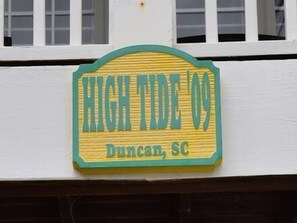 HIGH TIDE '09
Duncan, SC